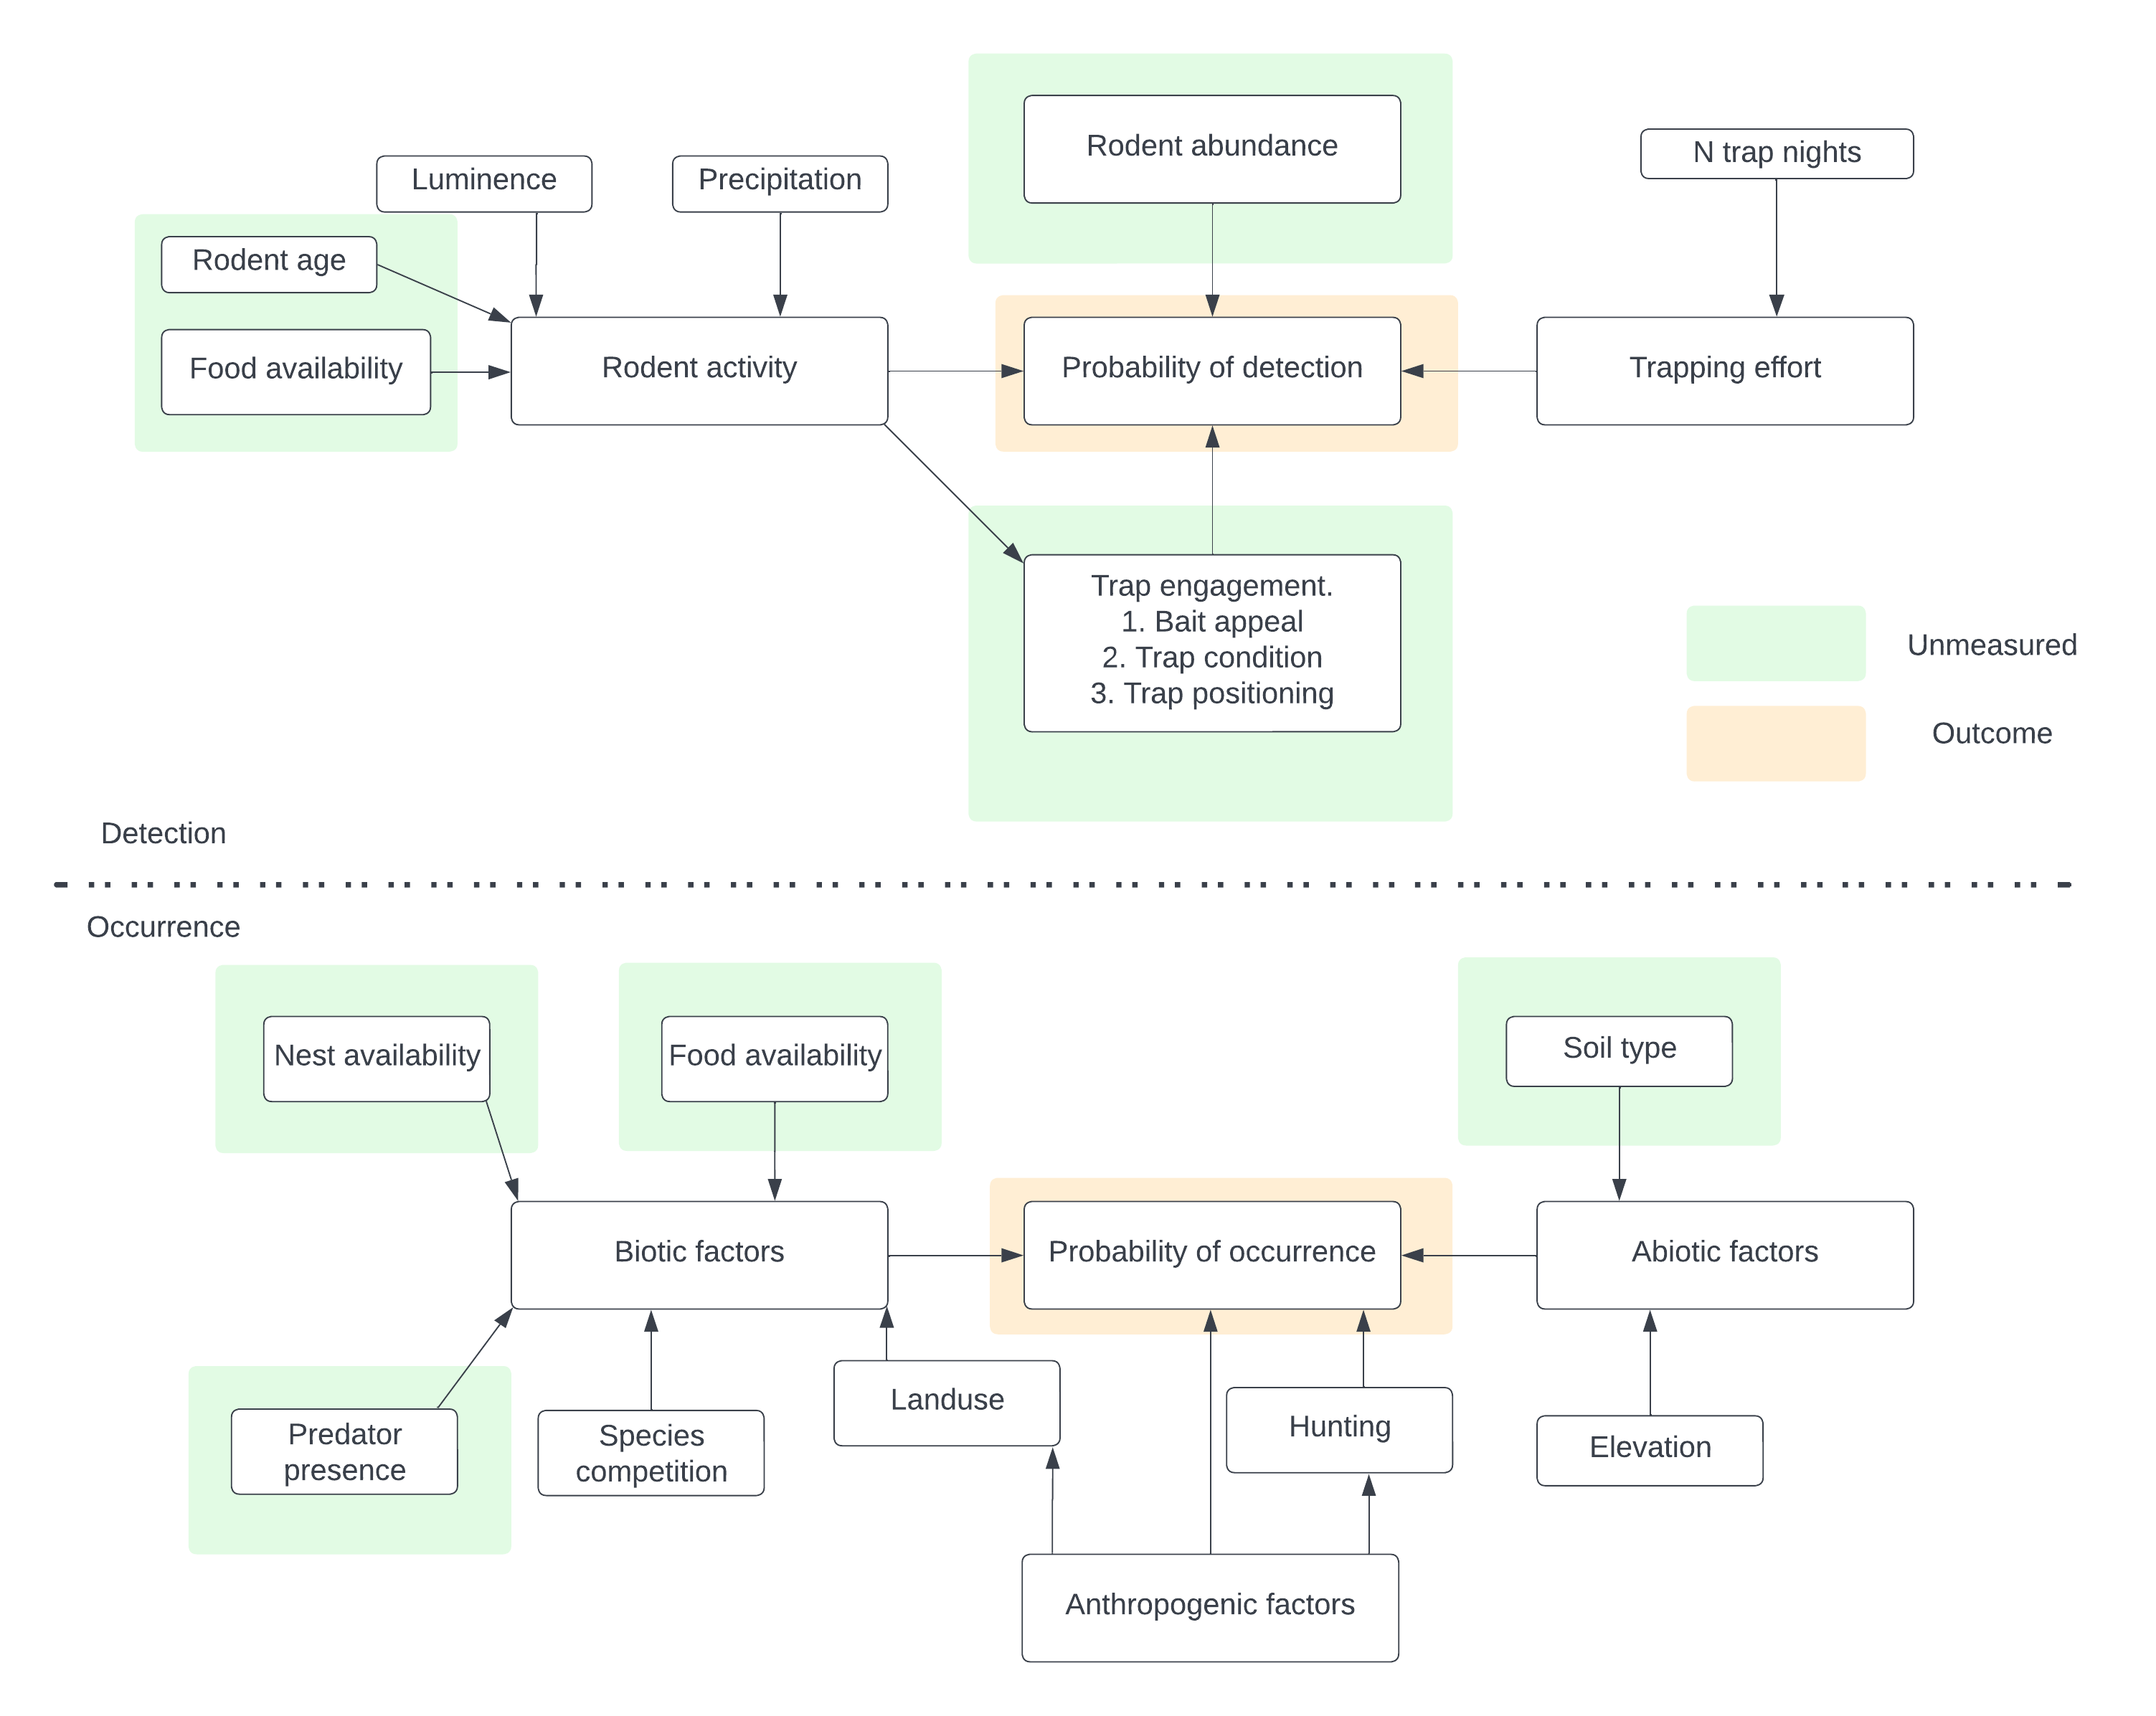 Rodent abundance
N trap nights
Luminence
Precipitation
Rodent age
Food availability
Rodent activity
Probability of detection
Trapping effort
Trap engagement.
1. Bait appeal
2. Trap condition
3. Trap positioning
Unmeasured
Outcome
Detection
Occurrence
Nest availability
Food availability
Soil type
Biotic factors
Probability of occurrence
Abiotic factors
Predator
presence
Species
competition
Landuse
Hunting
Elevation
Anthropogenic factors